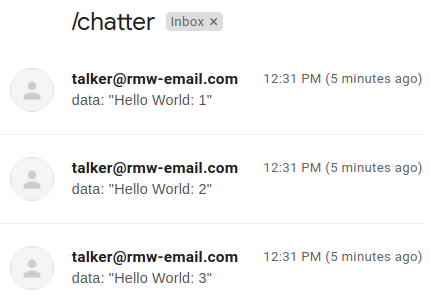 /chatter Inbox ×
talker@rmw-email.com 12:31 PM (5 minutes ago)
data: "Hello World: 1"
talker@rmw-email.com 12:31 PM (5 minutes ago)
data: "Hello World: 2"
talker@rmw-email.com 12:31 PM (5 minutes ago)
data: "Hello World: 3"